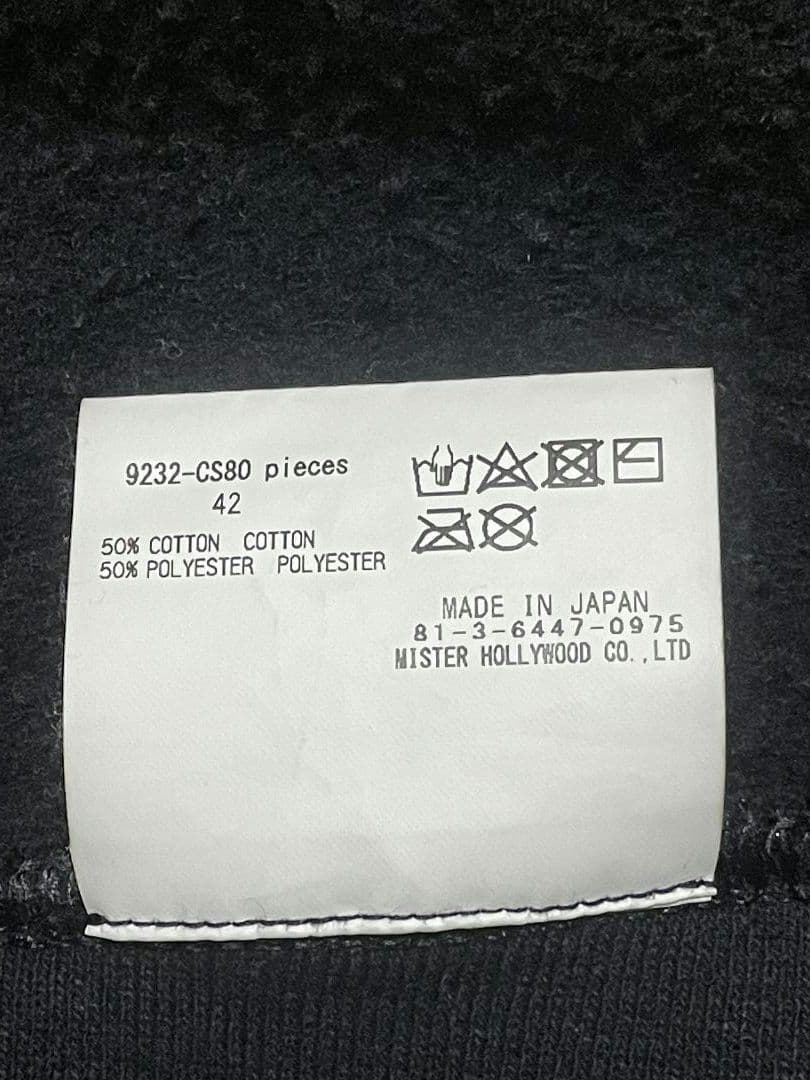 9232-CS80 pieces
42
50% COTTON COTTON
50% POLYESTER POLYESTER
MADE IN JAPAN
81-3-6447-0975
MISTER HOLLYWOOD CO.,LTD